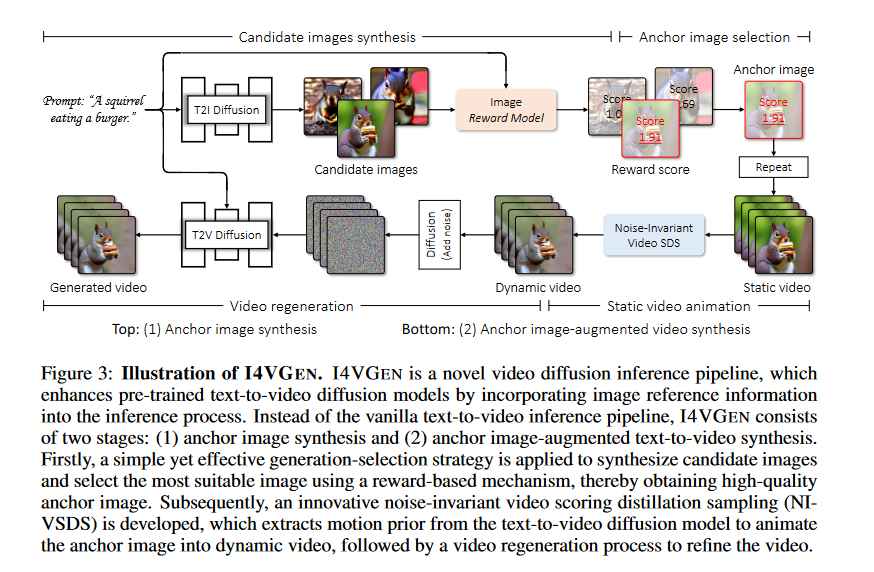 Candidate images synthesis
Anchor image selection
Prompt: “A squirrel
eating a burger.”
T2I Diffusion
Candidate images
Image
Reward Model
Score
1.0
Score
.69
Score
1.91
Reward score
Anchor image
Score
1.91
Repeat
Generated video
T2V Diffusion
Diffusion
(Add noise)
Dynamic video
Noise-Invariant
Video SDS
Static video
Video regeneration
Static video animation
Top: (1) Anchor image synthesis
Bottom: (2) Anchor image-augmented video synthesis
Figure 3: Illustration of I4VGEN. I4VGEN is a novel video diffusion inference pipeline, which
enhances pre-trained text-to-video diffusion models by incorporating image reference information
into the inference process. Instead of the vanilla text-to-video inference pipeline, I4VGEN consists
of two stages: (1) anchor image synthesis and (2) anchor image-augmented text-to-video synthesis.
Firstly, a simple yet effective generation-selection strategy is applied to synthesize candidate images
and select the most suitable image using a reward-based mechanism, thereby obtaining high-quality
anchor image. Subsequently, an innovative noise-invariant video scoring distillation sampling (NI-
VSDS) is developed, which extracts motion prior from the text-to-video diffusion model to animate
the anchor image into dynamic video, followed by a video regeneration process to refine the video.